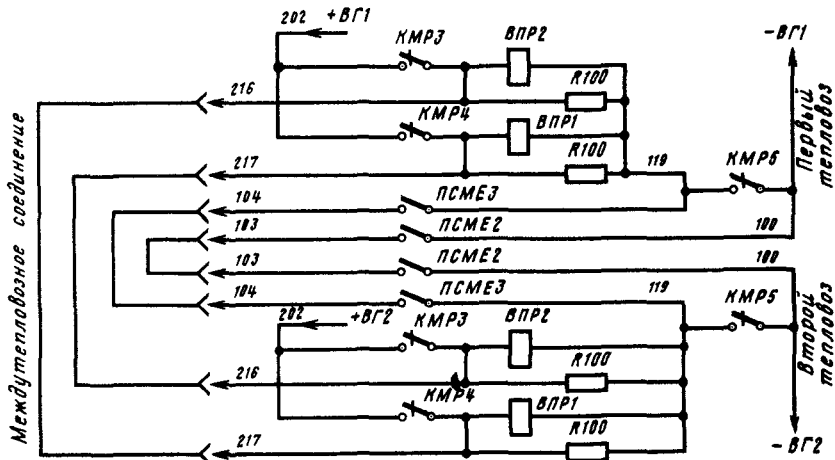 202
+ВГ1
КМР3
ВПР2
-ВГ1
216
R100
КМР4
ВПР1
217
R100
119
КМР6
Первый тепловоз
104
ПСМЕ3
103
ПСМЕ2
100
103
ПСМЕ2
100
104
ПСМЕ3
119
КМР5
202
+ВГ2
КМР3
ВПР2
216
R100
КМР4
ВПР1
217
R100
-ВГ2
Второй тепловоз
Междутепловозное соединение